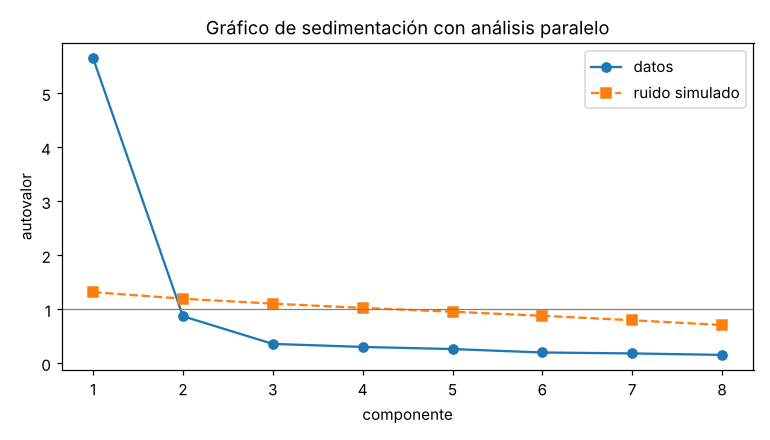 Gráfico de sedimentación con análisis paralelo
datos
ruido simulado
autovalor
5
4
3
2
1
0
1 2 3 4 5 6 7 8
componente